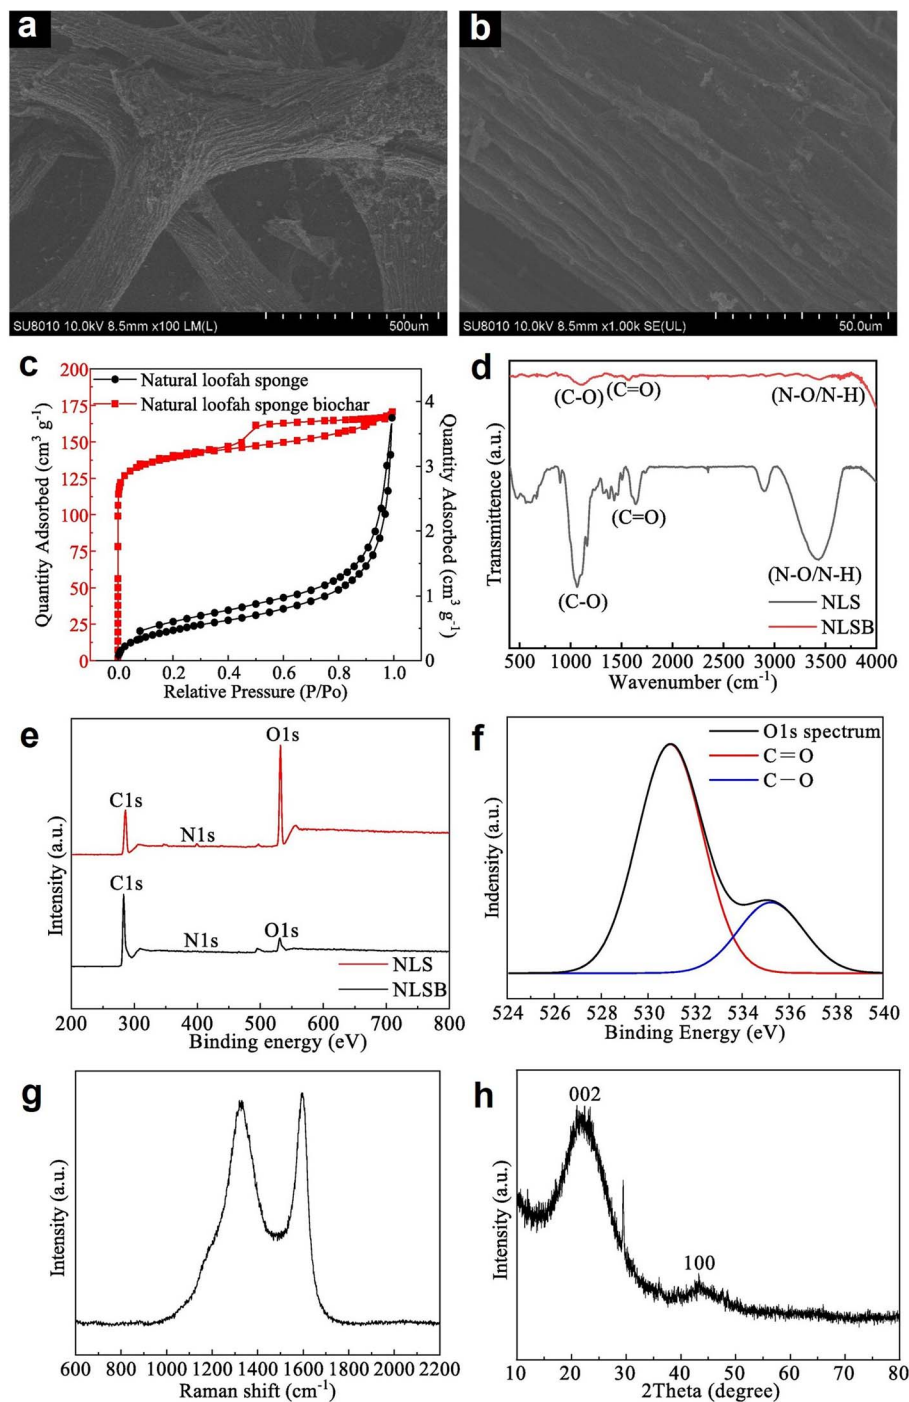 a
b
SU8010 10.0kV 8.5mm x100 LM(L)
500um
SU8010 10.0kV 8.5mm x1.00k SE(UL)
50.0um
c
Natural loofah sponge
Natural loofah sponge biochar
Quantity Adsorbed (cm³ g⁻¹)
200
175
150
125
100
75
50
25
0
Quantity Adsorbed (cm³ g⁻¹)
4
3
2
1
0
0.0 0.2 0.4 0.6 0.8 1.0
Relative Pressure (P/Po)
d
(C-O)
(C=O)
(N-O/N-H)
(C=O)
(C-O)
(N-O/N-H)
NLS
NLSB
Transmittence (a.u.)
500 1000 1500 2000 2500 3000 3500 4000
Wavenumber (cm⁻¹)
e
O1s
C1s
N1s
C1s
N1s
O1s
NLS
NLSB
Intensity (a.u.)
200 300 400 500 600 700 800
Binding energy (eV)
f
O1s spectrum
C=O
C－O
Indensity (a.u.)
524 526 528 530 532 534 536 538 540
Binding Energy (eV)
g
Intensity (a.u.)
600 800 1000 1200 1400 1600 1800 2000 2200
Raman shift (cm⁻¹)
h
002
100
Intensity (a.u.)
10 20 30 40 50 60 70 80
2Theta (degree)